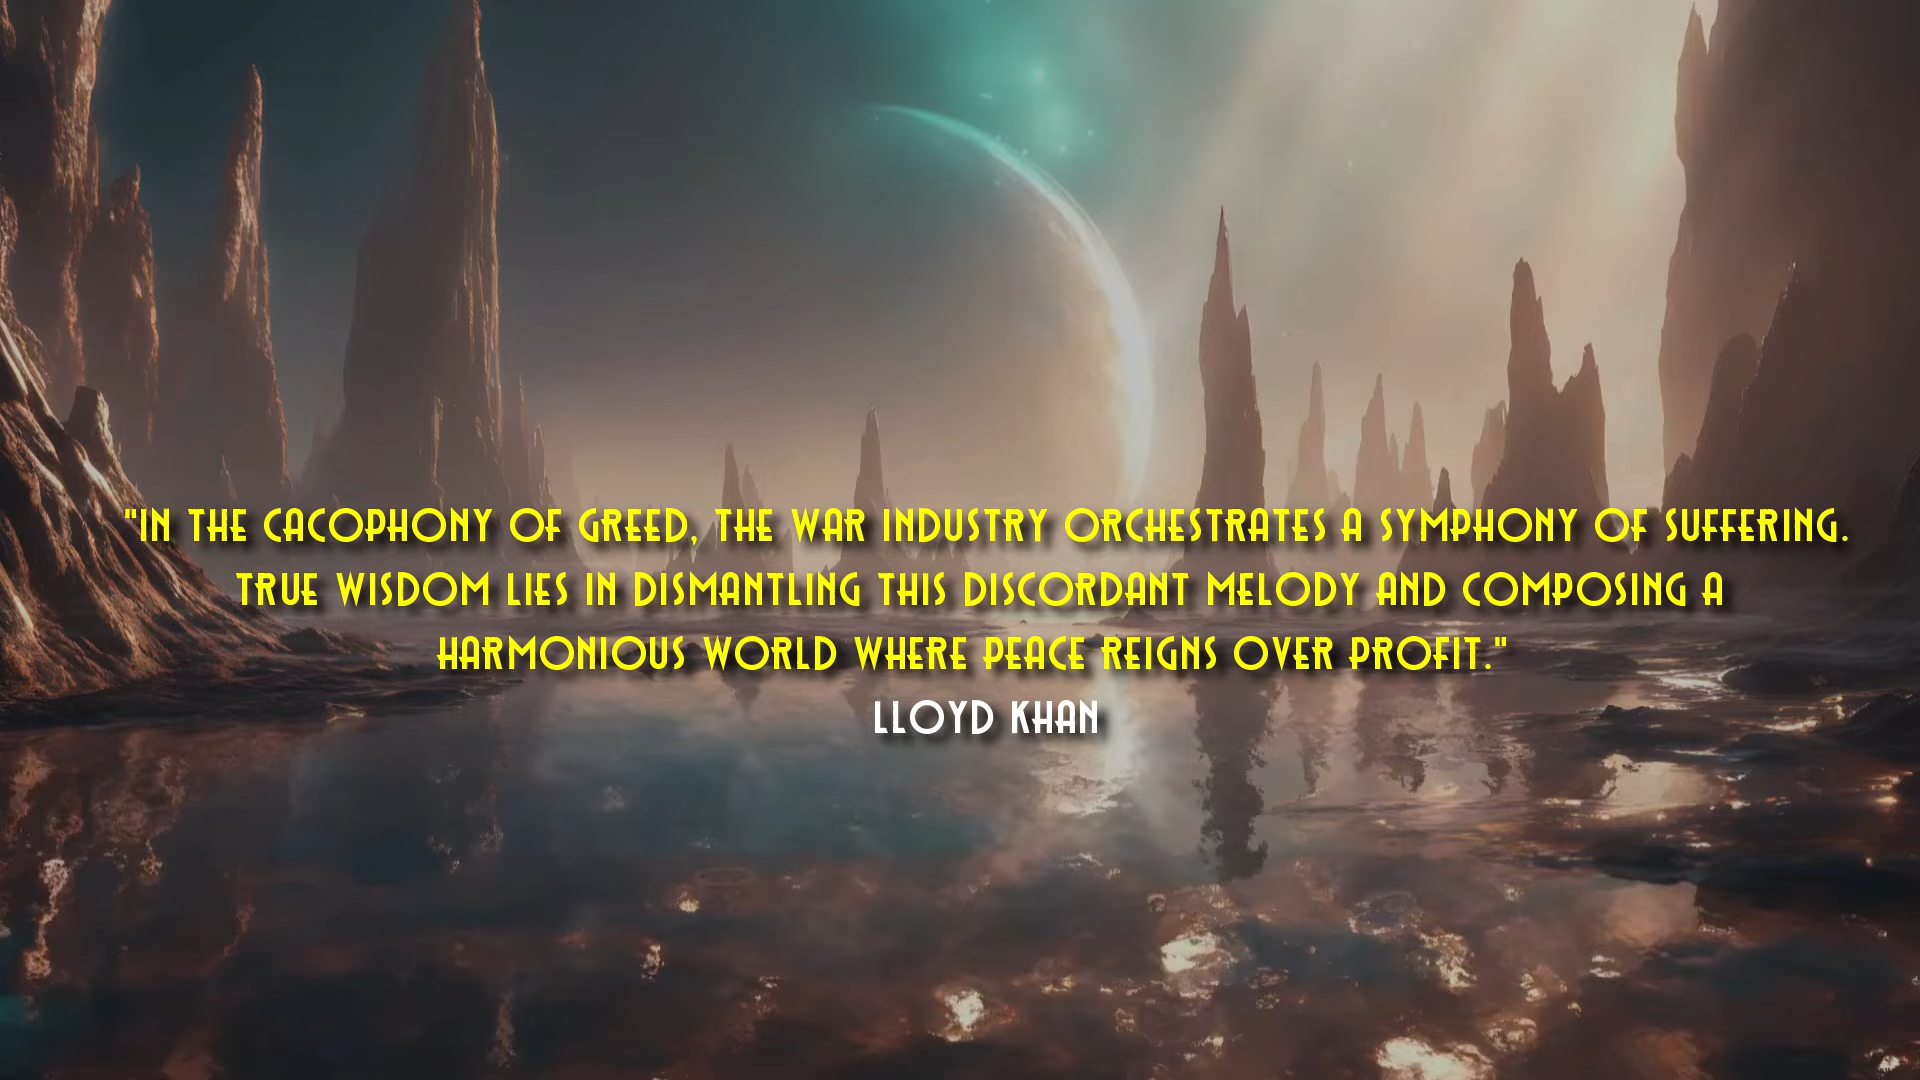 "IN THE CACOPHONY OF GREED, THE WAR INDUSTRY ORCHESTRATES A SYMPHONY OF SUFFERING.
TRUE WISDOM LIES IN DISMANTLING THIS DISCORDANT MELODY AND COMPOSING A
HARMONIOUS WORLD WHERE PEACE REIGNS OVER PROFIT."
LLOYD KHAN